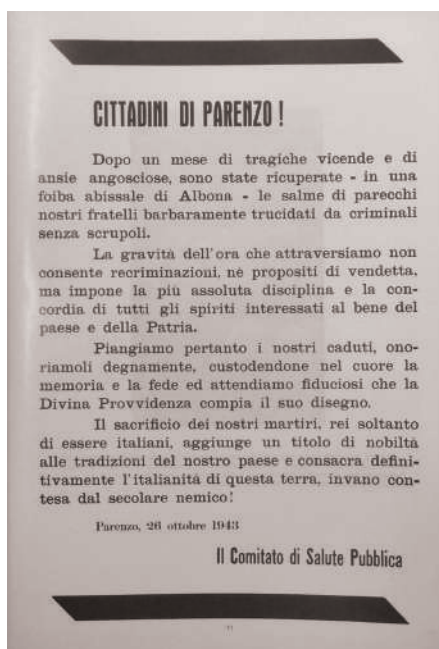 CITTADINI DI PARENZO !
Dopo un mese di tragiche vicende e di
ansie angosciose, sono state ricuperate - in una
foiba abissale di Albona - le salme di parecchi
nostri fratelli barbaramente trucidati da criminali
senza scrupoli.
La gravità dell'ora che attraversiamo non
consente recriminazioni, nè propositi di vendetta,
ma impone la più assoluta disciplina e la con-
cordia di tutti gli spiriti interessati al bene del
paese e della Patria.
Piangiamo pertanto i nostri caduti, ono-
riamoli degnamente, custodendone nel cuore la
memoria e la fede ed attendiamo fiduciosi che la
Divina Provvidenza compia il suo disegno.
Il sacrificio dei nostri martiri, rei soltanto
di essere italiani, aggiunge un titolo di nobiltà
alle tradizioni del nostro paese e consacra defini-
tivamente l'italianità di questa terra, invano con-
tesa dal secolare nemico!
Parenzo, 26 ottobre 1943
Il Comitato di Salute Pubblica